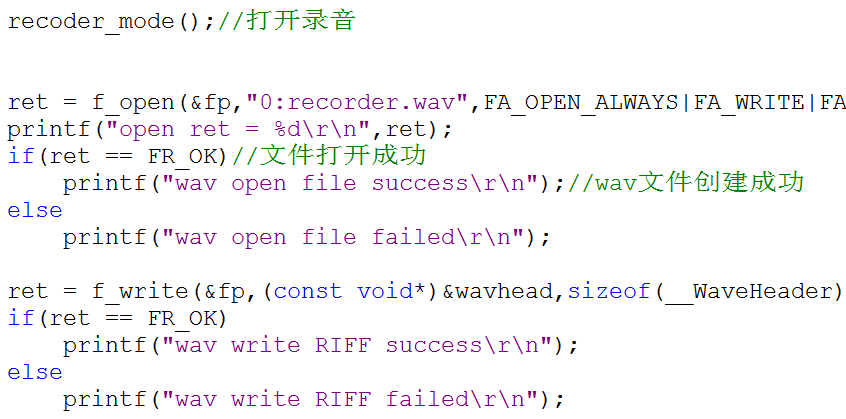 recoder_mode();//打开录音
ret = f_open(&fp,"0:recorder.wav",FA_OPEN_ALWAYS|FA_WRITE|FA
printf("open ret = %d\r\n",ret);
if(ret == FR_OK)//文件打开成功
    printf("wav open file success\r\n");//wav文件创建成功
else
    printf("wav open file failed\r\n");
ret = f_write(&fp,(const void*)&wavhead,sizeof(__WaveHeader)
if(ret == FR_OK)
    printf("wav write RIFF success\r\n");
else
    printf("wav write RIFF failed\r\n");